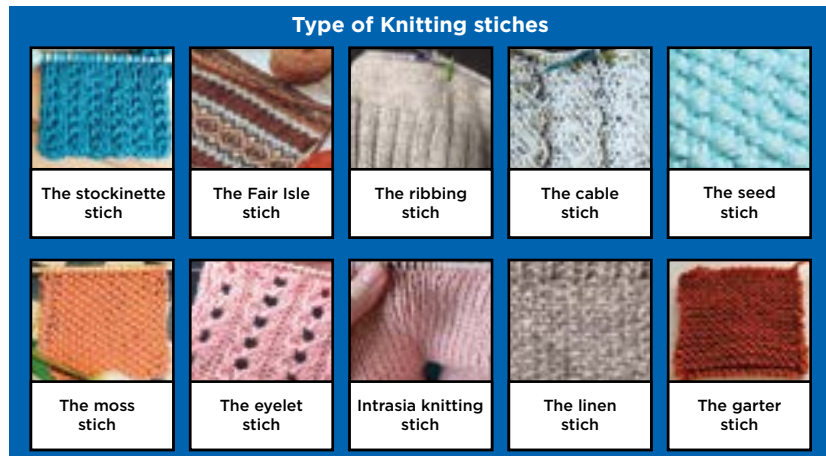 Type of Knitting stiches
The stockinette
stich
The Fair Isle
stich
The ribbing
stich
The cable
stich
The seed
stich
The moss
stich
The eyelet
stich
Intrasia knitting
stich
The linen
stich
The garter
stich